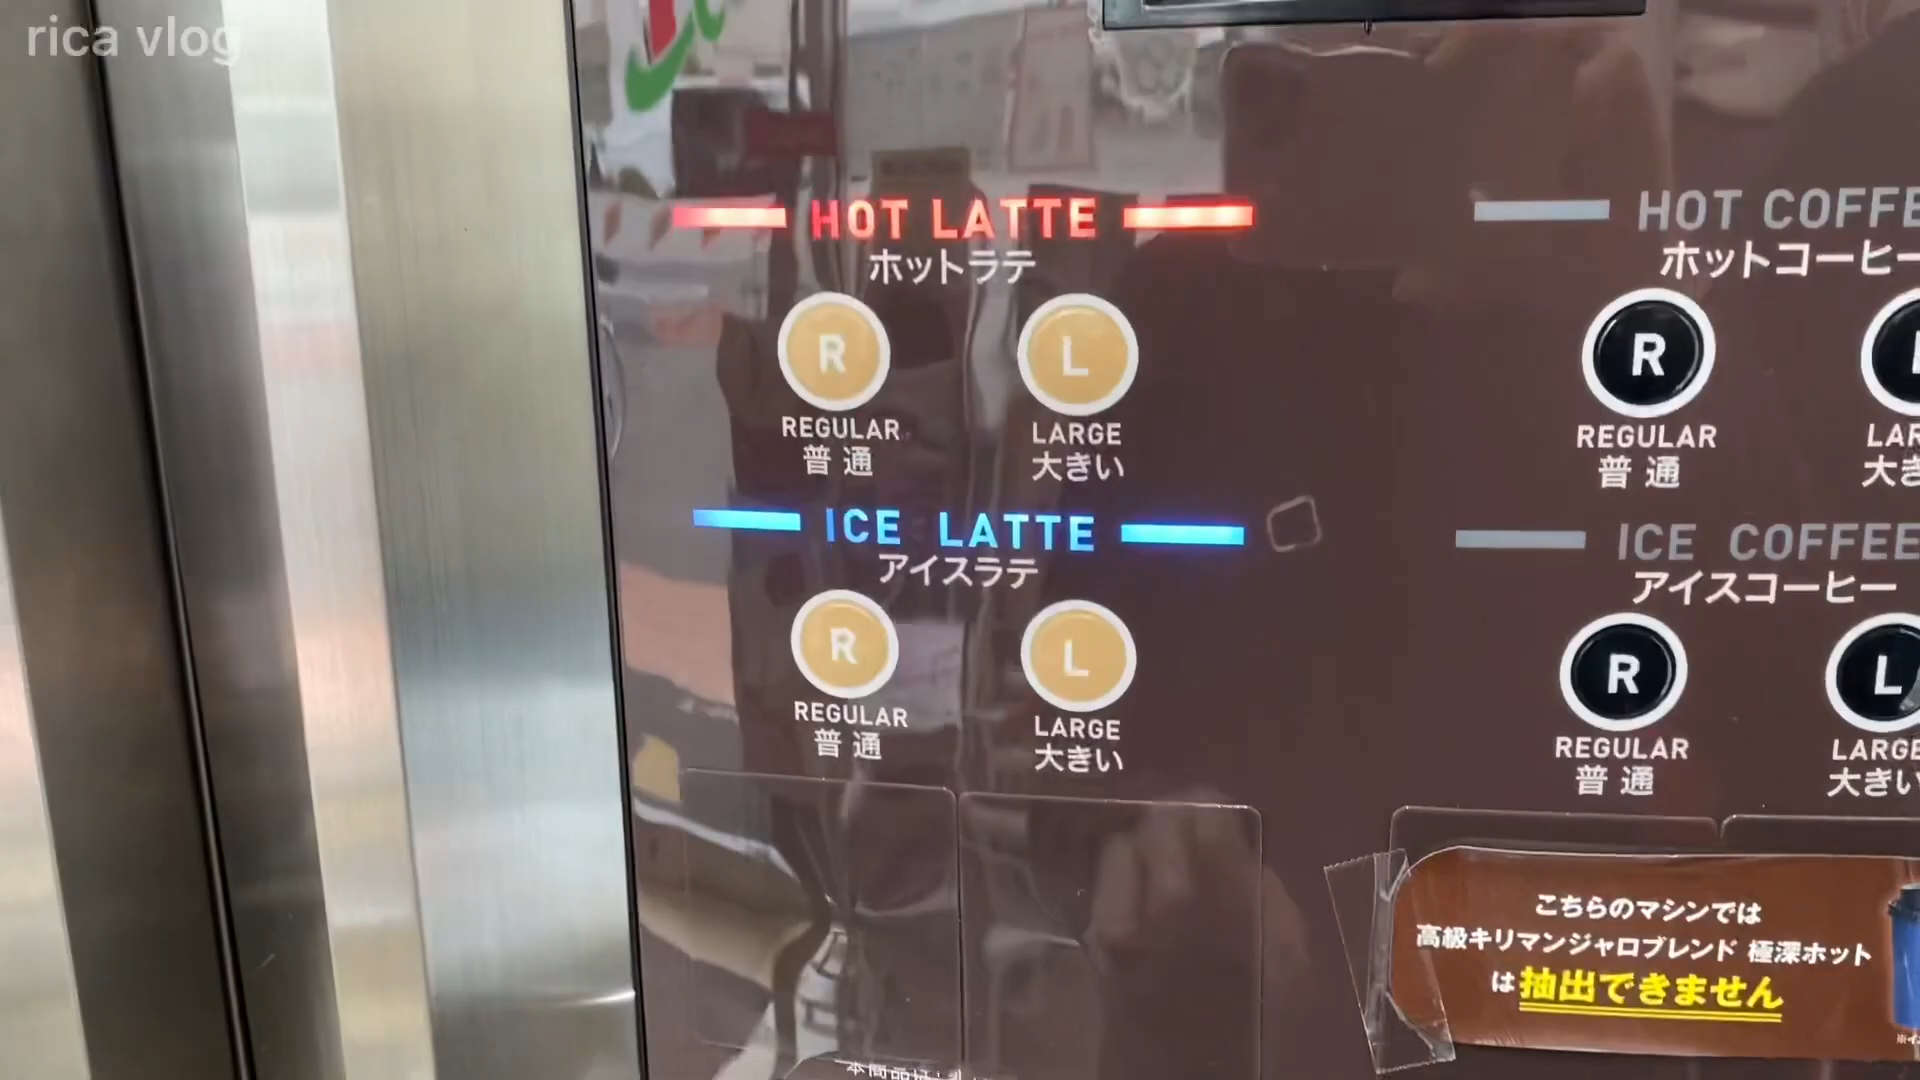 rica vlog
HOT LATTE
ホットラテ
R
L
REGULAR
普通
LARGE
大きい
ICE LATTE
アイスラテ
R
L
REGULAR
普通
LARGE
大きい
HOT COFFE
ホットコーヒー
R
REGULAR
普通
LAR
大き
ICE COFFEE
アイスコーヒー
R
L
REGULAR
普通
LARGE
大きい
こちらのマシンでは
高級キリマンジャロブレンド 極深ホット
は抽出できません